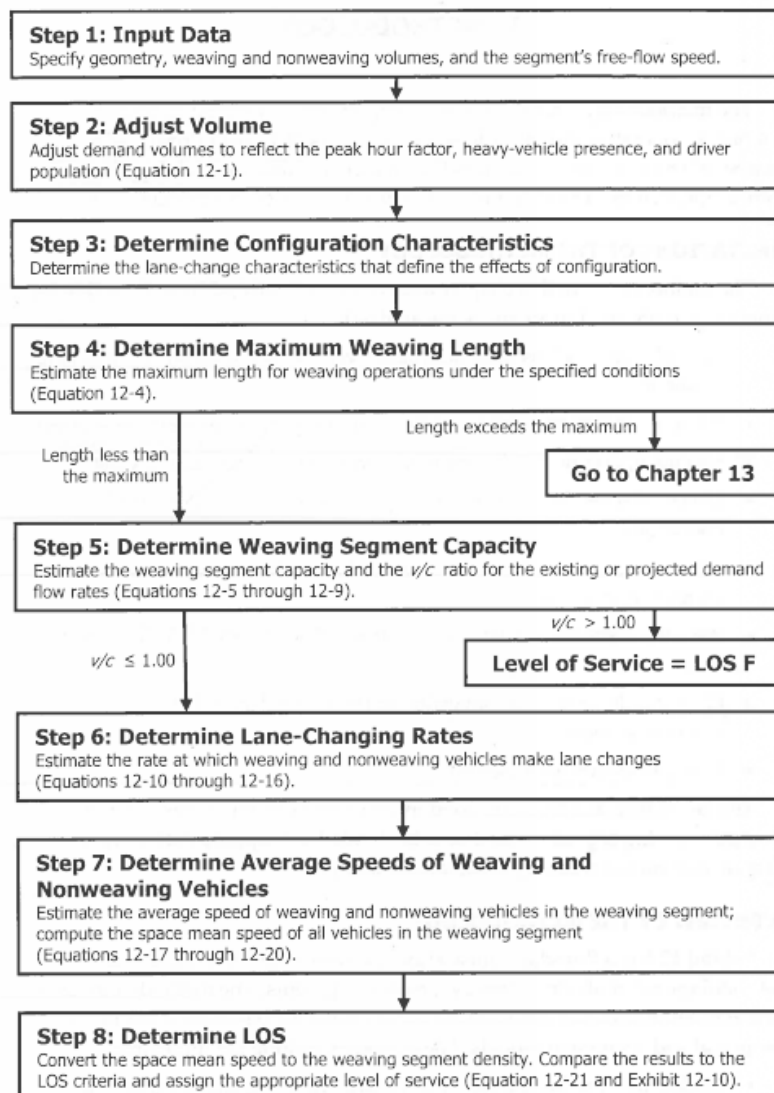 Step 1: Input Data
Specify geometry, weaving and nonweaving volumes, and the segment's free-flow speed.
Step 2: Adjust Volume
Adjust demand volumes to reflect the peak hour factor, heavy-vehicle presence, and driver
population (Equation 12-1).
Step 3: Determine Configuration Characteristics
Determine the lane-change characteristics that define the effects of configuration.
Step 4: Determine Maximum Weaving Length
Estimate the maximum length for weaving operations under the specified conditions
(Equation 12-4).
Length exceeds the maximum
Length less than
the maximum
Go to Chapter 13
Step 5: Determine Weaving Segment Capacity
Estimate the weaving segment capacity and the v/c ratio for the existing or projected demand
flow rates (Equations 12-5 through 12-9).
v/c > 1.00
v/c ≤ 1.00
Level of Service = LOS F
Step 6: Determine Lane-Changing Rates
Estimate the rate at which weaving and nonweaving vehicles make lane changes
(Equations 12-10 through 12-16).
Step 7: Determine Average Speeds of Weaving and
Nonweaving Vehicles
Estimate the average speed of weaving and nonweaving vehicles in the weaving segment;
compute the space mean speed of all vehicles in the weaving segment
(Equations 12-17 through 12-20).
Step 8: Determine LOS
Convert the space mean speed to the weaving segment density. Compare the results to the
LOS criteria and assign the appropriate level of service (Equation 12-21 and Exhibit 12-10).